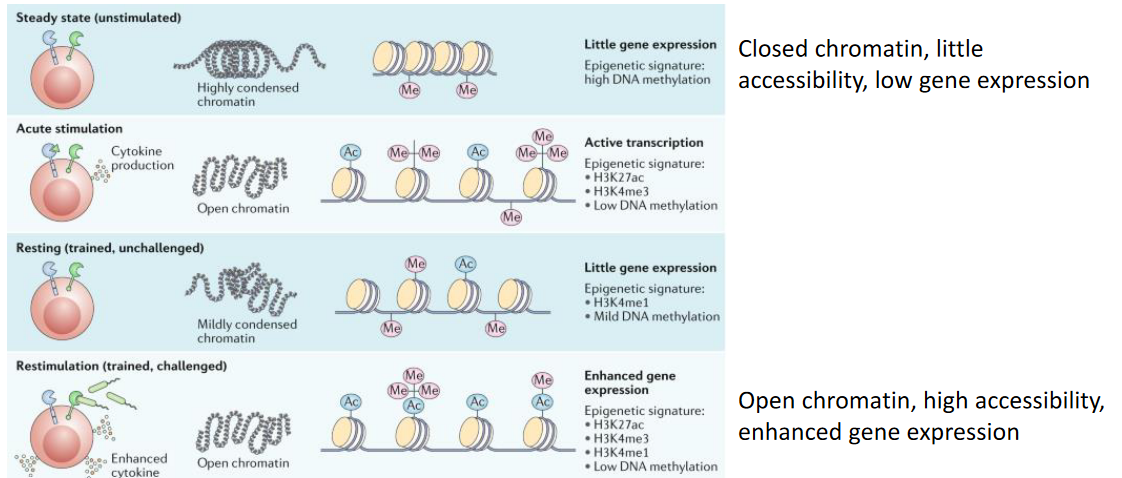 Steady state (unstimulated)
Highly condensed
chromatin
Me
Me
Little gene expression
Epigenetic signature:
high DNA methylation
Closed chromatin, little
accessibility, low gene expression
Acute stimulation
Cytokine
production
Open chromatin
Ac
Me
Me
Ac
Me
Me
Me
Me
Active transcription
Epigenetic signature:
• H3K27ac
• H3K4me3
• Low DNA methylation
Resting (trained, unchallenged)
Mildly condensed
chromatin
Me
Ac
Me
Me
Little gene expression
Epigenetic signature:
• H3K4me1
• Mild DNA methylation
Restimulation (trained, challenged)
Enhanced
cytokine
Open chromatin
Ac
Me
Me
Me
Ac
Ac
Me
Ac
Enhanced gene
expression
Epigenetic signature:
• H3K27ac
• H3K4me3
• H3K4me1
• Low DNA methylation
Open chromatin, high accessibility,
enhanced gene expression